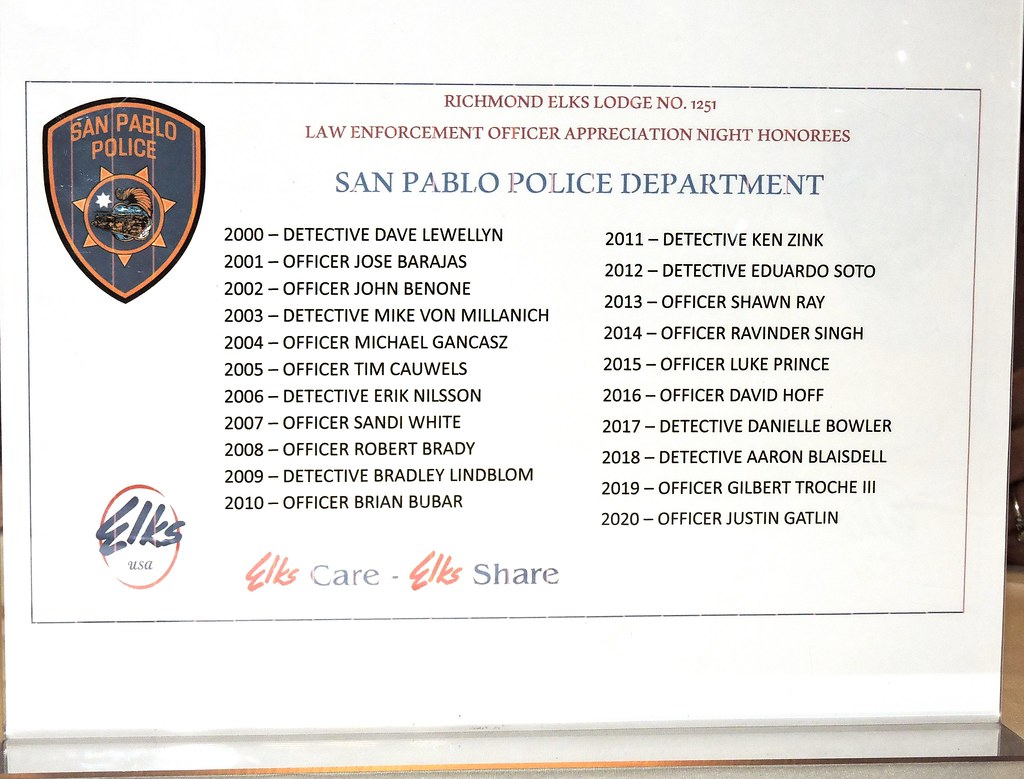 SAN PABLO
POLICE
RICHMOND ELKS LODGE NO. 1251
LAW ENFORCEMENT OFFICER APPRECIATION NIGHT HONOREES
SAN PABLO POLICE DEPARTMENT
2000 – DETECTIVE DAVE LEWELLYN
2001 – OFFICER JOSE BARAJAS
2002 – OFFICER JOHN BENONE
2003 – DETECTIVE MIKE VON MILLANICH
2004 – OFFICER MICHAEL GANCASZ
2005 – OFFICER TIM CAUWELS
2006 – DETECTIVE ERIK NILSSON
2007 – OFFICER SANDI WHITE
2008 – OFFICER ROBERT BRADY
2009 – DETECTIVE BRADLEY LINDBLOM
2010 – OFFICER BRIAN BUBAR
2011 – DETECTIVE KEN ZINK
2012 – DETECTIVE EDUARDO SOTO
2013 – OFFICER SHAWN RAY
2014 – OFFICER RAVINDER SINGH
2015 – OFFICER LUKE PRINCE
2016 – OFFICER DAVID HOFF
2017 – DETECTIVE DANIELLE BOWLER
2018 – DETECTIVE AARON BLAISDELL
2019 – OFFICER GILBERT TROCHE III
2020 – OFFICER JUSTIN GATLIN
Elks
usa
Elks Care - Elks Share